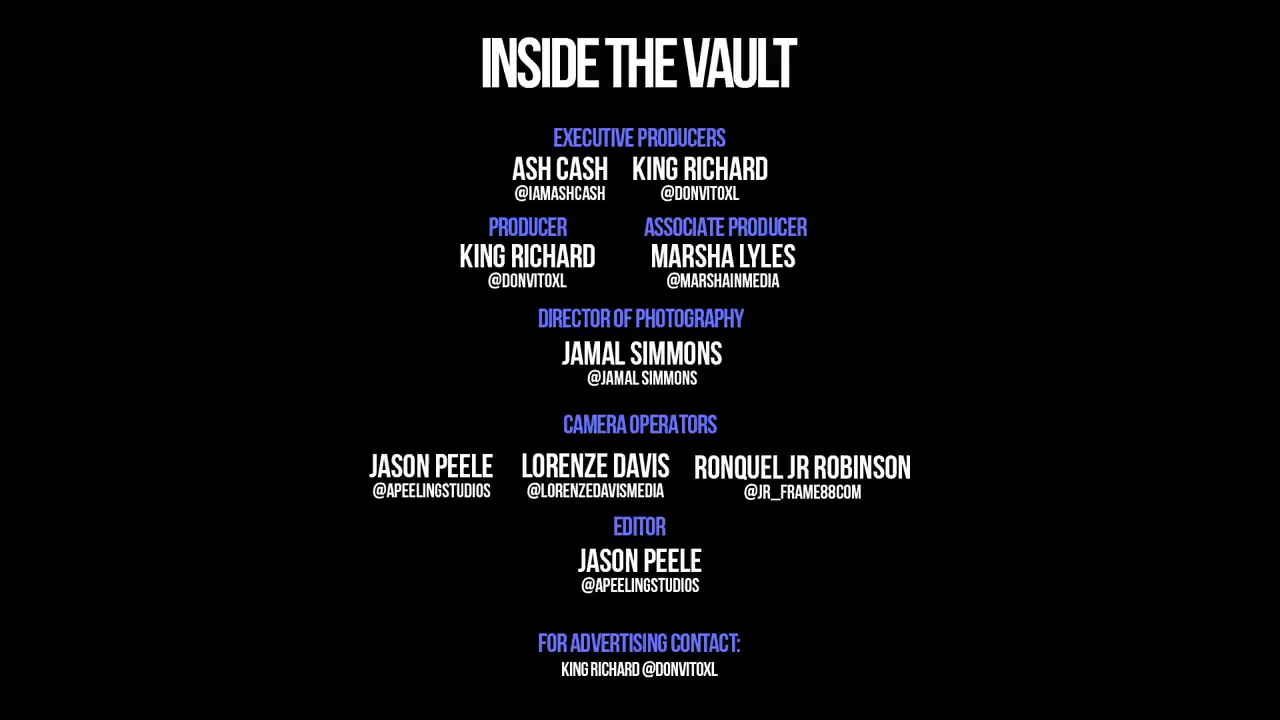 INSIDE THE VAULT
EXECUTIVE PRODUCERS
ASH CASH KING RICHARD
@IAMASHCASH @DONVITOXL
PRODUCER ASSOCIATE PRODUCER
KING RICHARD MARSHA LYLES
@DONVITOXL @MARSHAINMEDIA
DIRECTOR OF PHOTOGRAPHY
JAMAL SIMMONS
@JAMAL SIMMONS
CAMERA OPERATORS
JASON PEELE LORENZE DAVIS RONQUEL JR ROBINSON
@APEELINGSTUDIOS @LORENZEDAVISMEDIA @JR_FRAME88COM
EDITOR
JASON PEELE
@APEELINGSTUDIOS
FOR ADVERTISING CONTACT:
KING RICHARD @DONVITOXL